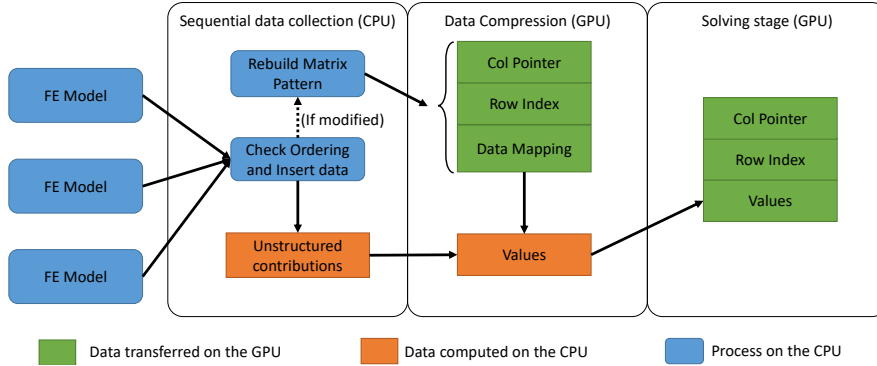 Sequential data collection (CPU)
Data Compression (GPU)
Solving stage (GPU)
FE Model
FE Model
FE Model
Rebuild Matrix
Pattern
(If modified)
Check Ordering
and Insert data
Unstructured
contributions
Col Pointer
Row Index
Data Mapping
Values
Col Pointer
Row Index
Values
Data transferred on the GPU
Data computed on the CPU
Process on the CPU